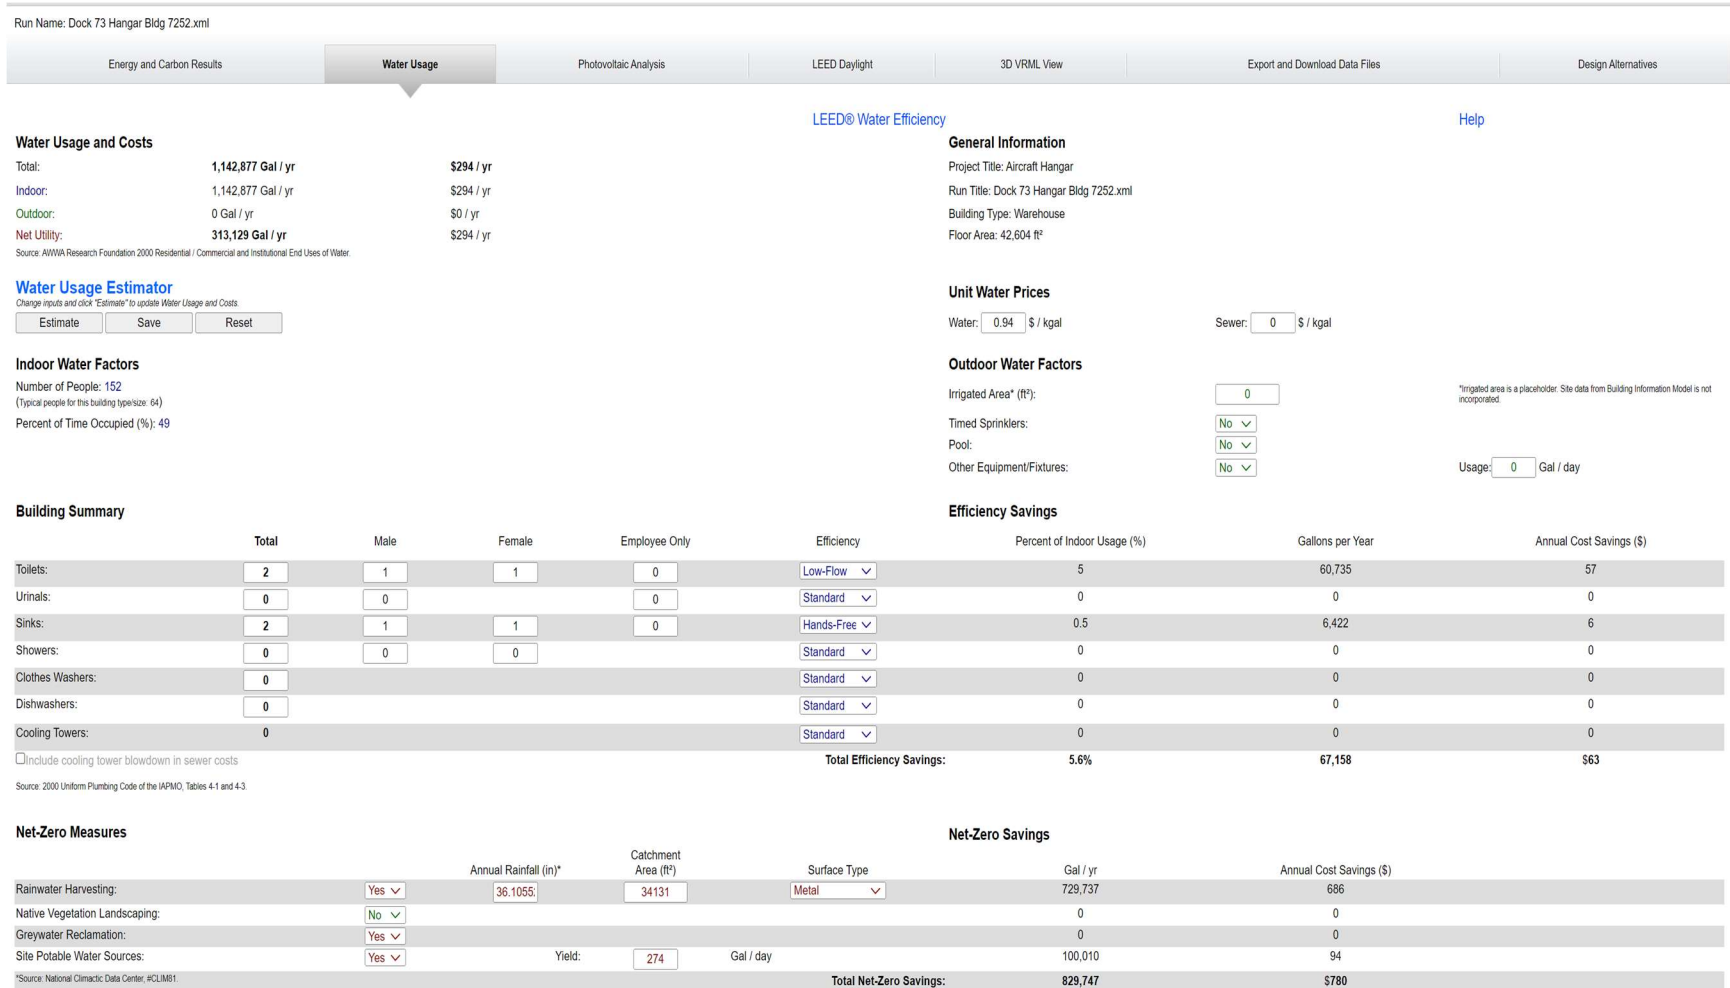 Run Name: Dock 73 Hangar Bldg 7252.xml
Energy and Carbon Results Water Usage Photovoltaic Analysis LEED Daylight 3D VRML View Export and Download Data Files Design Alternatives
LEED® Water Efficiency Help
Water Usage and Costs General Information
Total: 1,142,877 Gal / yr $294 / yr Project Title: Aircraft Hangar
Indoor: 1,142,877 Gal / yr $294 / yr Run Title: Dock 73 Hangar Bldg 7252.xml
Outdoor: 0 Gal / yr $0 / yr Building Type: Warehouse
Net Utility: 313,129 Gal / yr $294 / yr Floor Area: 42,604 ft²
Source: AWWA Research Foundation 2000 Residential / Commercial and Institutional End Uses of Water.
Water Usage Estimator Unit Water Prices
Change inputs and click "Estimate" to update Water Usage and Costs.
Estimate Save Reset Water: 0.94 $ / kgal Sewer: 0 $ / kgal
Indoor Water Factors Outdoor Water Factors
Number of People: 152 Irrigated Area* (ft²): 0 *Irrigated area is a placeholder. Site data from Building Information Model is not
incorporated.
(Typical people for this building type/size: 64)
Percent of Time Occupied (%): 49 Timed Sprinklers: No
Pool: No
Other Equipment/Fixtures: No Usage: 0 Gal / day
Building Summary Efficiency Savings
Total Male Female Employee Only Efficiency Percent of Indoor Usage (%) Gallons per Year Annual Cost Savings ($)
Toilets: 2 1 1 0 Low-Flow 5 60,735 57
Urinals: 0 0 0 Standard 0 0 0
Sinks: 2 1 1 0 Hands-Free 0.5 6,422 6
Showers: 0 0 0 Standard 0 0 0
Clothes Washers: 0 Standard 0 0 0
Dishwashers: 0 Standard 0 0 0
Cooling Towers: 0 Standard 0 0 0
Include cooling tower blowdown in sewer costs Total Efficiency Savings: 5.6% 67,158 $63
Source: 2000 Uniform Plumbing Code of the IAPMO, Tables 4-1 and 4-3.
Net-Zero Measures Net-Zero Savings
Annual Rainfall (in)* Catchment Area (ft²) Surface Type Gal / yr Annual Cost Savings ($)
Rainwater Harvesting: Yes 36.1055 34131 Metal 729,737 686
Native Vegetation Landscaping: No 0 0
Greywater Reclamation: Yes 0 0
Site Potable Water Sources: Yes Yield: 274 Gal / day 100,010 94
*Source: National Climactic Data Center, #CLIM81. Total Net-Zero Savings: 829,747 $780